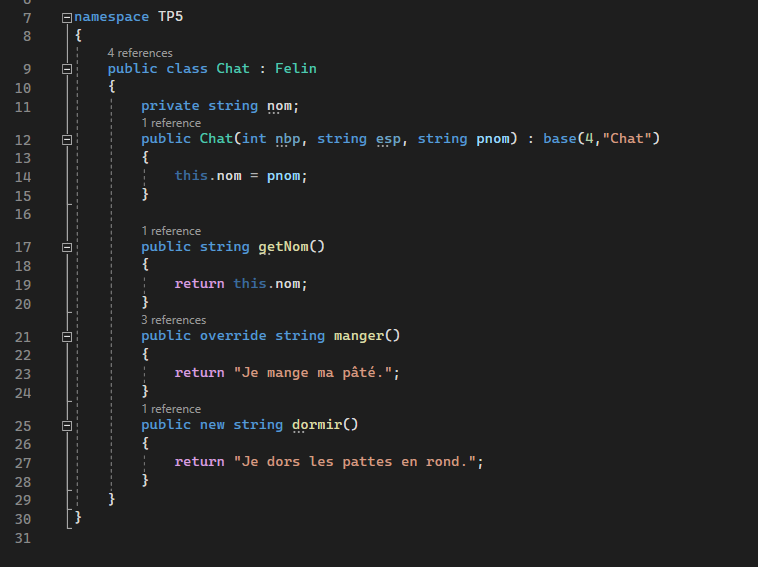 7 namespace TP5
8 {
4 references
9 public class Chat : Felin
10 {
11 private string nom;
1 reference
12 public Chat(int nbp, string esp, string pnom) : base(4,"Chat")
13 {
14 this.nom = pnom;
15 }
16
1 reference
17 public string getNom()
18 {
19 return this.nom;
20 }
3 references
21 public override string manger()
22 {
23 return "Je mange ma pâté.";
24 }
1 reference
25 public new string dormir()
26 {
27 return "Je dors les pattes en rond.";
28 }
29 }
30 }
31